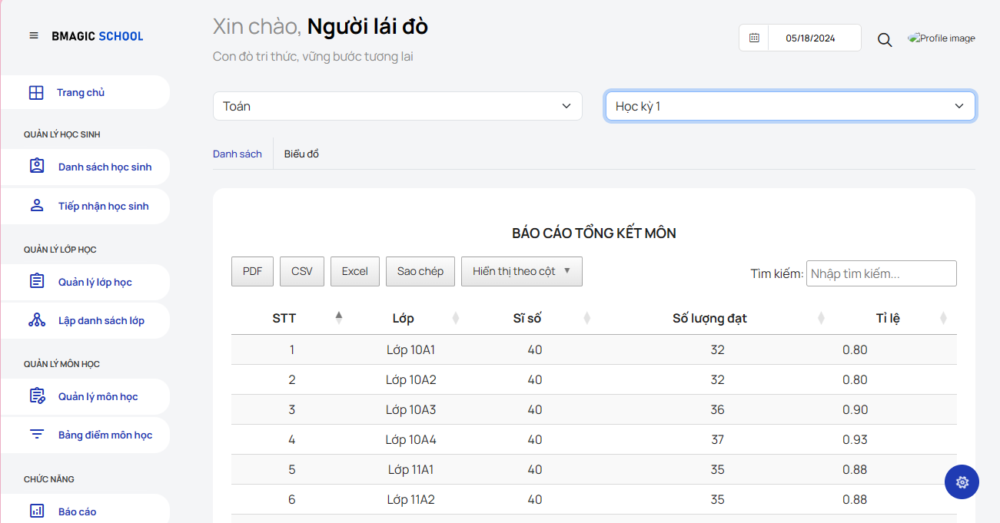 BMAGIC SCHOOL
Trang chủ
QUẢN LÝ HỌC SINH
Danh sách học sinh
Tiếp nhận học sinh
QUẢN LÝ LỚP HỌC
Quản lý lớp học
Lập danh sách lớp
QUẢN LÝ MÔN HỌC
Quản lý môn học
Bảng điểm môn học
CHỨC NĂNG
Báo cáo
Xin chào, Người lái đò
Con đò tri thức, vững bước tương lai
05/18/2024
Profile image
Toán
Học kỳ 1
Danh sách Biểu đồ
BÁO CÁO TỔNG KẾT MÔN
PDF CSV Excel Sao chép Hiển thị theo cột
Tìm kiếm: Nhập tìm kiếm...
STT Lớp Sĩ số Số lượng đạt Tỉ lệ
1 Lớp 10A1 40 32 0.80
2 Lớp 10A2 40 32 0.80
3 Lớp 10A3 40 36 0.90
4 Lớp 10A4 40 37 0.93
5 Lớp 11A1 40 35 0.88
6 Lớp 11A2 40 35 0.88